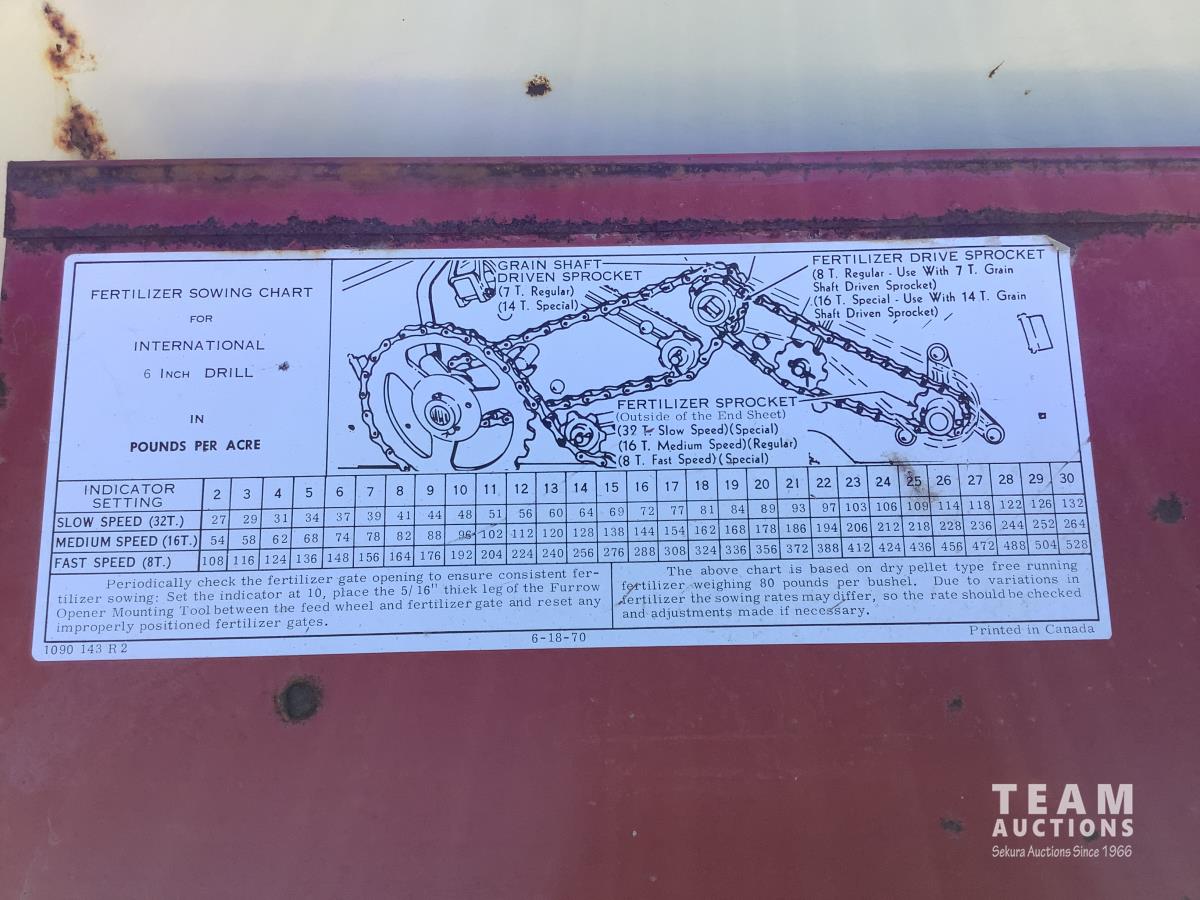 FERTILIZER SOWING CHART
FOR
INTERNATIONAL
6 INCH DRILL
IN
POUNDS PER ACRE
GRAIN SHAFT
DRIVEN SPROCKET
(7 T. Regular)
(14 T. Special)
FERTILIZER DRIVE SPROCKET
(8 T. Regular - Use With 7 T. Grain
Shaft Driven Sprocket)
(16 T. Special - Use With 14 T. Grain
Shaft Driven Sprocket)
FERTILIZER SPROCKET
(Outside of the End Sheet)
(32 T. Slow Speed)(Special)
(16 T. Medium Speed)(Regular)
(8 T. Fast Speed)(Special)
INDICATOR
SETTING 2 3 4 5 6 7 8 9 10 11 12 13 14 15 16 17 18 19 20 21 22 23 24 25 26 27 28 29 30
SLOW SPEED (32T.) 27 29 31 34 37 39 41 44 48 51 56 60 64 69 72 77 81 84 89 93 97 103 106 109 114 118 122 126 132
MEDIUM SPEED (16T.) 54 58 62 68 74 78 82 88 96 102 112 120 128 138 144 154 162 168 178 186 194 206 212 218 228 236 244 252 264
FAST SPEED (8T.) 108 116 124 136 148 156 164 176 192 204 224 240 256 276 288 308 324 336 356 372 388 412 424 436 456 472 488 504 528
Periodically check the fertilizer gate opening to ensure consistent fer-
tilizer sowing: Set the indicator at 10, place the 5/16" thick leg of the Furrow
Opener Mounting Tool between the feed wheel and fertilizer gate and reset any
improperly positioned fertilizer gates.
The above chart is based on dry pellet type free running
fertilizer weighing 80 pounds per bushel. Due to variations in
fertilizer the sowing rates may differ, so the rate should be checked
and adjustments made if necessary.
1090 143 R2
6-18-70
Printed in Canada
TEAM
AUCTIONS
Sekura Auctions Since 1966